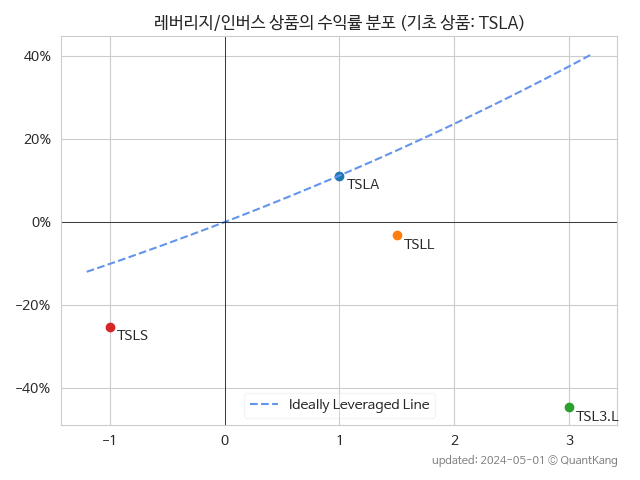 레버리지/인버스 상품의 수익률 분포 (기초 상품: TSLA)
40%
20%
0%
−20%
−40%
TSLA
TSLL
TSLS
TSL3.L
Ideally Leveraged Line
−1 0 1 2 3
updated: 2024-05-01 © QuantKang